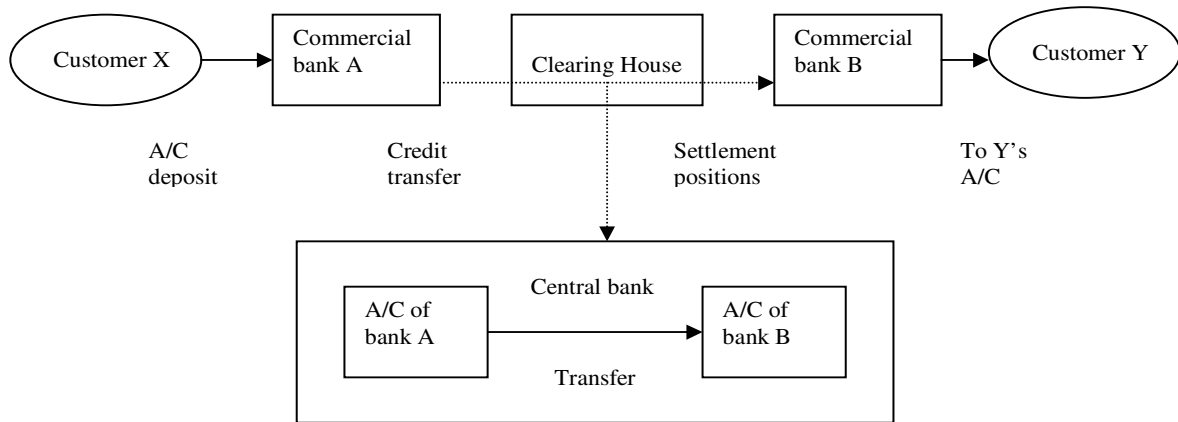 Customer X
Commercial
bank A
Clearing House
Commercial
bank B
Customer Y
A/C
deposit
Credit
transfer
Settlement
positions
To Y’s
A/C
Central bank
A/C of
bank A
A/C of
bank B
Transfer